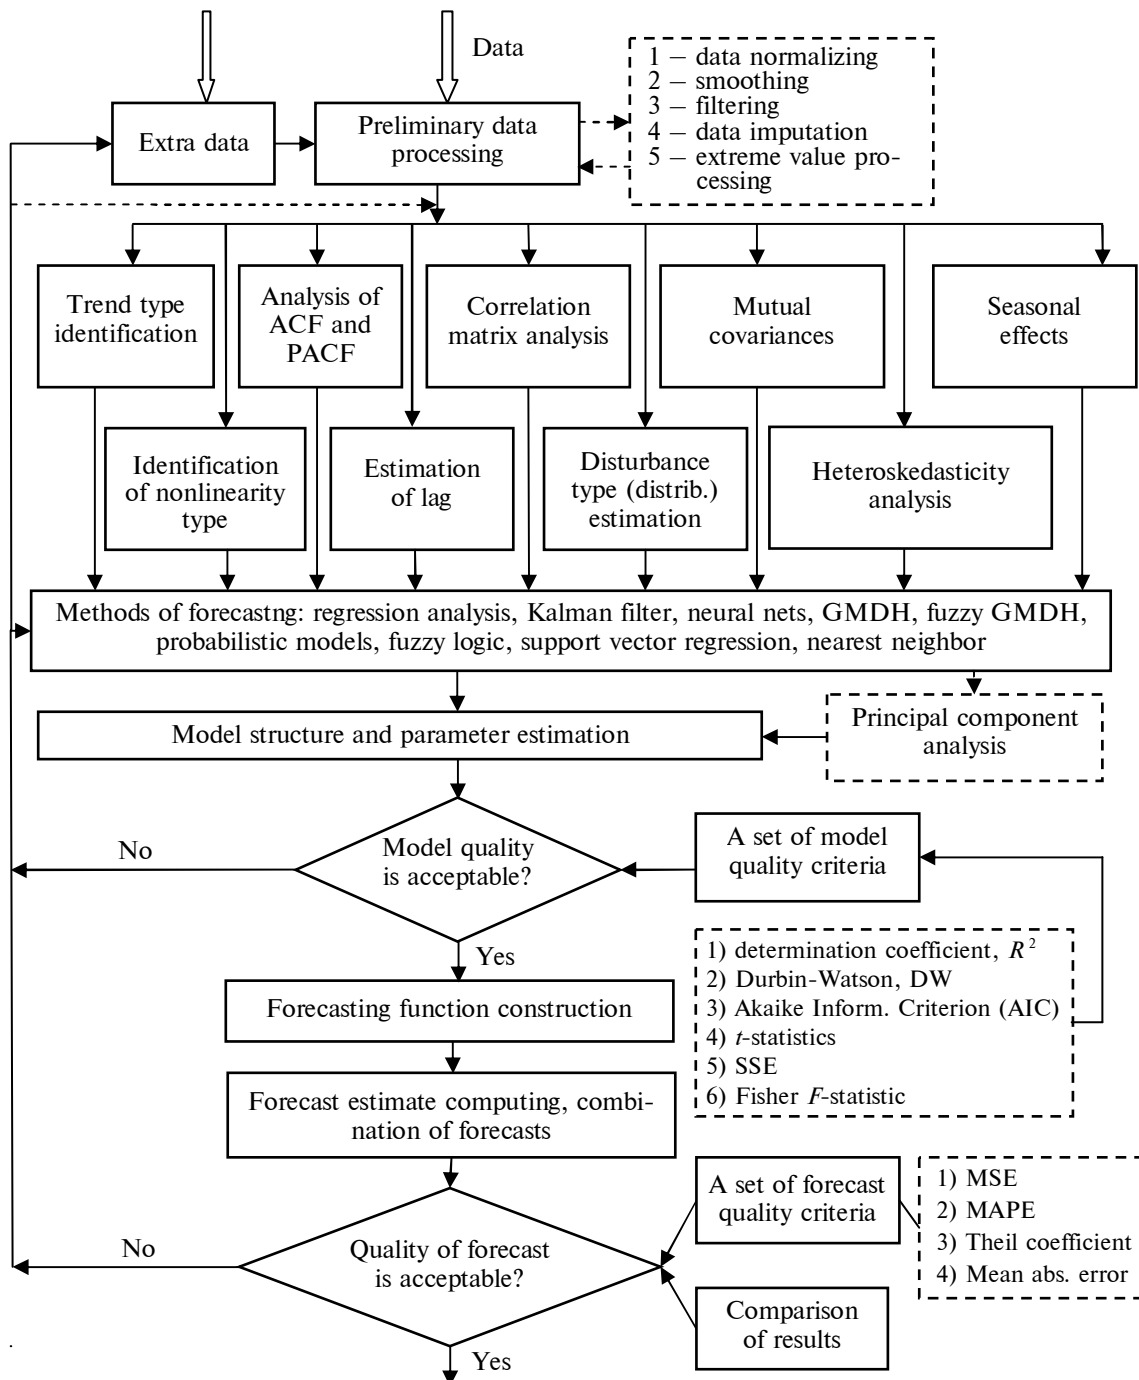 Data
1 – data normalizing
2 – smoothing
3 – filtering
4 – data imputation
5 – extreme value pro-
cessing
Extra data
Preliminary data
processing
Trend type
identification
Analysis of
ACF and
PACF
Correlation
matrix analysis
Mutual
covariances
Seasonal
effects
Identification
of nonlinearity
type
Estimation
of lag
Disturbance
type (distrib.)
estimation
Heteroskedasticity
analysis
Methods of forecastng: regression analysis, Kalman filter, neural nets, GMDH, fuzzy GMDH,
probabilistic models, fuzzy logic, support vector regression, nearest neighbor
Model structure and parameter estimation
Principal component
analysis
No
Model quality
is acceptable?
A set of model
quality criteria
Yes
1) determination coefficient, R²
2) Durbin-Watson, DW
3) Akaike Inform. Criterion (AIC)
4) t-statistics
5) SSE
6) Fisher F-statistic
Forecasting function construction
Forecast estimate computing, combi-
nation of forecasts
A set of forecast
quality criteria
1) MSE
2) MAPE
3) Theil coefficient
4) Mean abs. error
No
Quality of forecast
is acceptable?
Comparison
of results
Yes